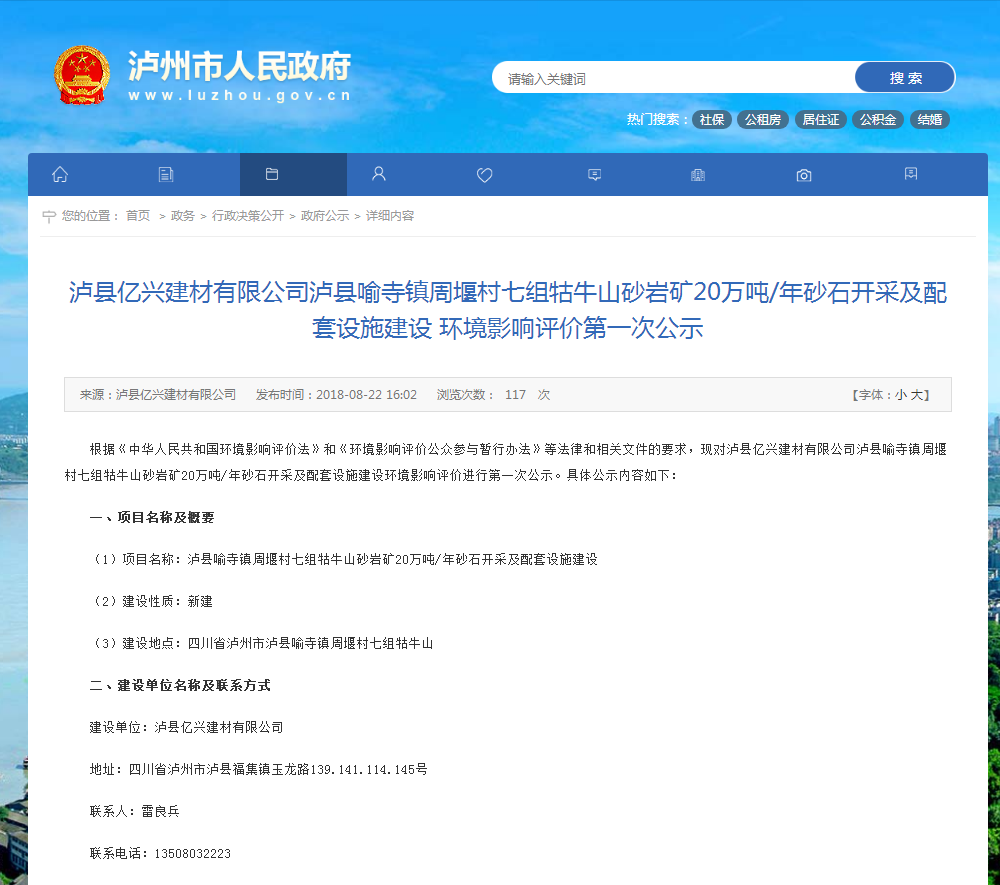 泸州市人民政府
www.luzhou.gov.cn
请输入关键词
搜 索
热门搜索： 社保 公租房 居住证 公积金 结婚
您的位置： 首页 > 政务 > 行政决策公开 > 政府公示 > 详细内容
泸县亿兴建材有限公司泸县喻寺镇周堰村七组牯牛山砂岩矿20万吨/年砂石开采及配
套设施建设 环境影响评价第一次公示
来源：泸县亿兴建材有限公司 发布时间：2018-08-22 16:02 浏览次数： 117 次 【字体：小 大】
根据《中华人民共和国环境影响评价法》和《环境影响评价公众参与暂行办法》等法律和相关文件的要求，现对泸县亿兴建材有限公司泸县喻寺镇周堰
村七组牯牛山砂岩矿20万吨/年砂石开采及配套设施建设环境影响评价进行第一次公示。具体公示内容如下：
一、项目名称及概要
（1）项目名称：泸县喻寺镇周堰村七组牯牛山砂岩矿20万吨/年砂石开采及配套设施建设
（2）建设性质：新建
（3）建设地点：四川省泸州市泸县喻寺镇周堰村七组牯牛山
二、建设单位名称及联系方式
建设单位：泸县亿兴建材有限公司
地址：四川省泸州市泸县福集镇玉龙路139.141.114.145号
联系人：雷良兵
联系电话：13508032223